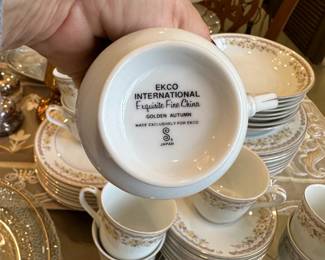 EKCO
INTERNATIONAL
Exquisite Fine China
GOLDEN AUTUMN
MADE EXCLUSIVELY FOR EKCO
S
JAPAN